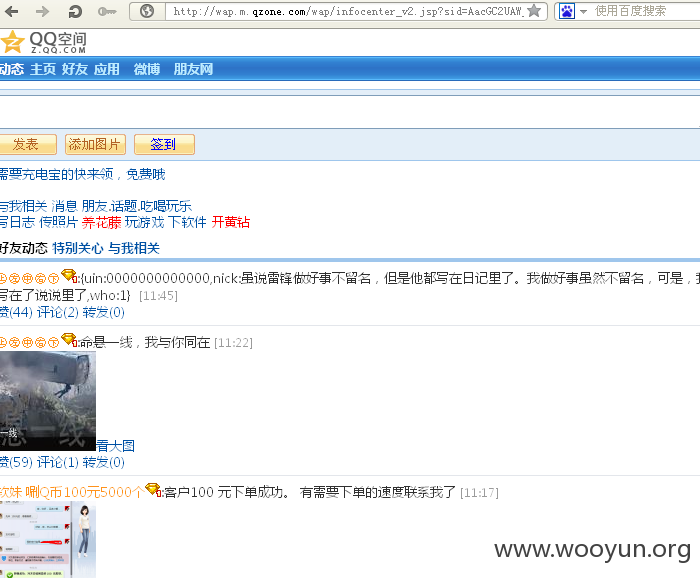 http://wap.m.qzone.com/wap/infocenter_v2.jsp?sid=AacGC2UAW
使用百度搜索
QQ空间
Z.QQ.COM
动态 主页 好友 应用 微博 朋友网
发表 添加图片 签到
需要充电宝的快来领，免费哦
与我相关 消息 朋友.话题.吃喝玩乐
写日志 传照片 养花藤 玩游戏 下软件 开黄钻
好友动态 特别关心 与我相关
:{uin:0000000000000,nick:虽说雷锋做好事不留名，但是他都写在日记里了。我做好事虽然不留名，可是，我
写在了说说里了,who:1} [11:45]
赞(44) 评论(2) 转发(0)
:命悬一线，我与你同在 [11:22]
一线
看大图
赞(59) 评论(1) 转发(0)
软妹 唰Q币100元5000个 :客户100 元下单成功。 有需要下单的速度联系我了 [11:17]
www.wooyun.org